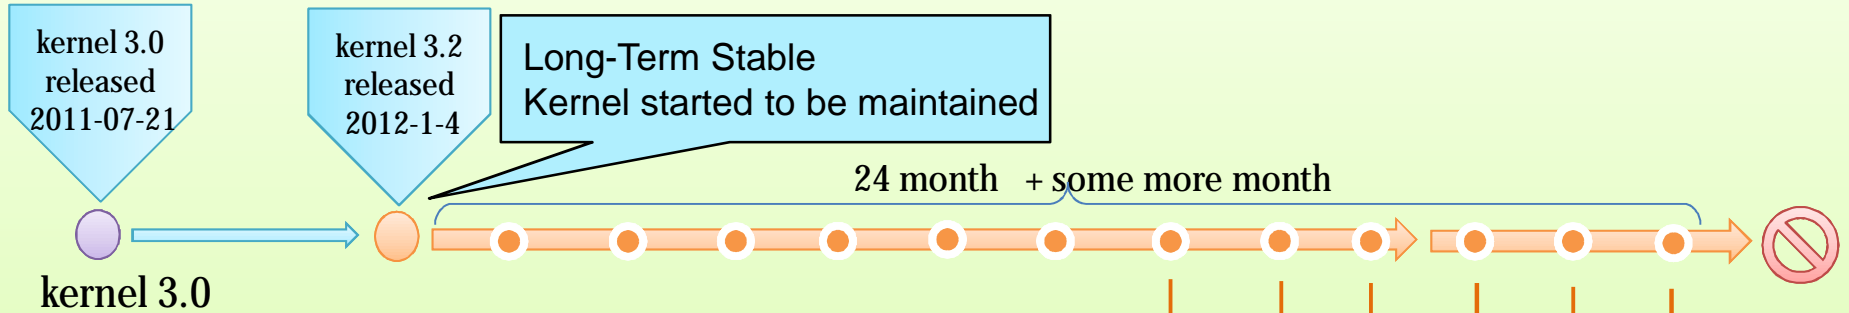 kernel 3.0
released
2011-07-21
kernel 3.2
released
2012-1-4
Long-Term Stable
Kernel started to be maintained
24 month + some more month
kernel 3.0